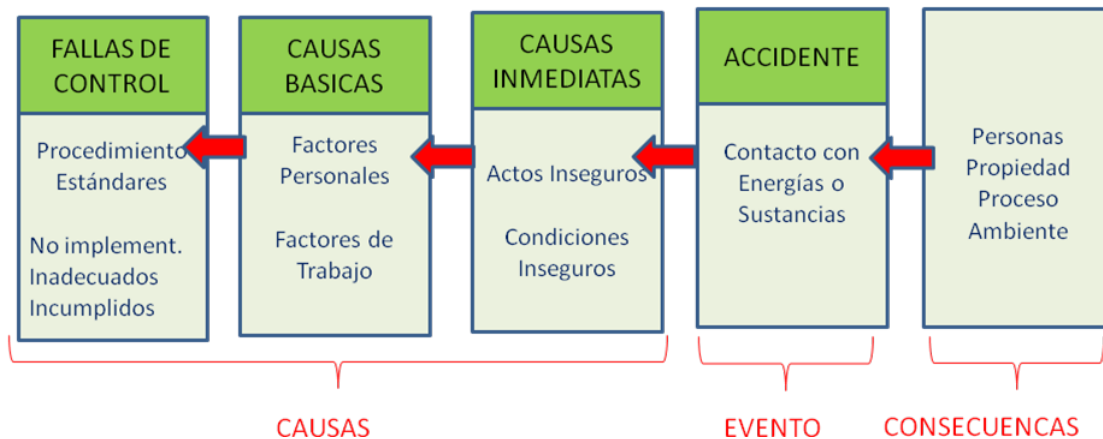 FALLAS DE
CONTROL
Procedimiento
Estándares
No implement.
Inadecuados
Incumplidos
CAUSAS
BASICAS
Factores
Personales
Factores de
Trabajo
CAUSAS
INMEDIATAS
Actos Inseguros
Condiciones
Inseguros
ACCIDENTE
Contacto con
Energías o
Sustancias
Personas
Propiedad
Proceso
Ambiente
CAUSAS
EVENTO
CONSECUENCAS